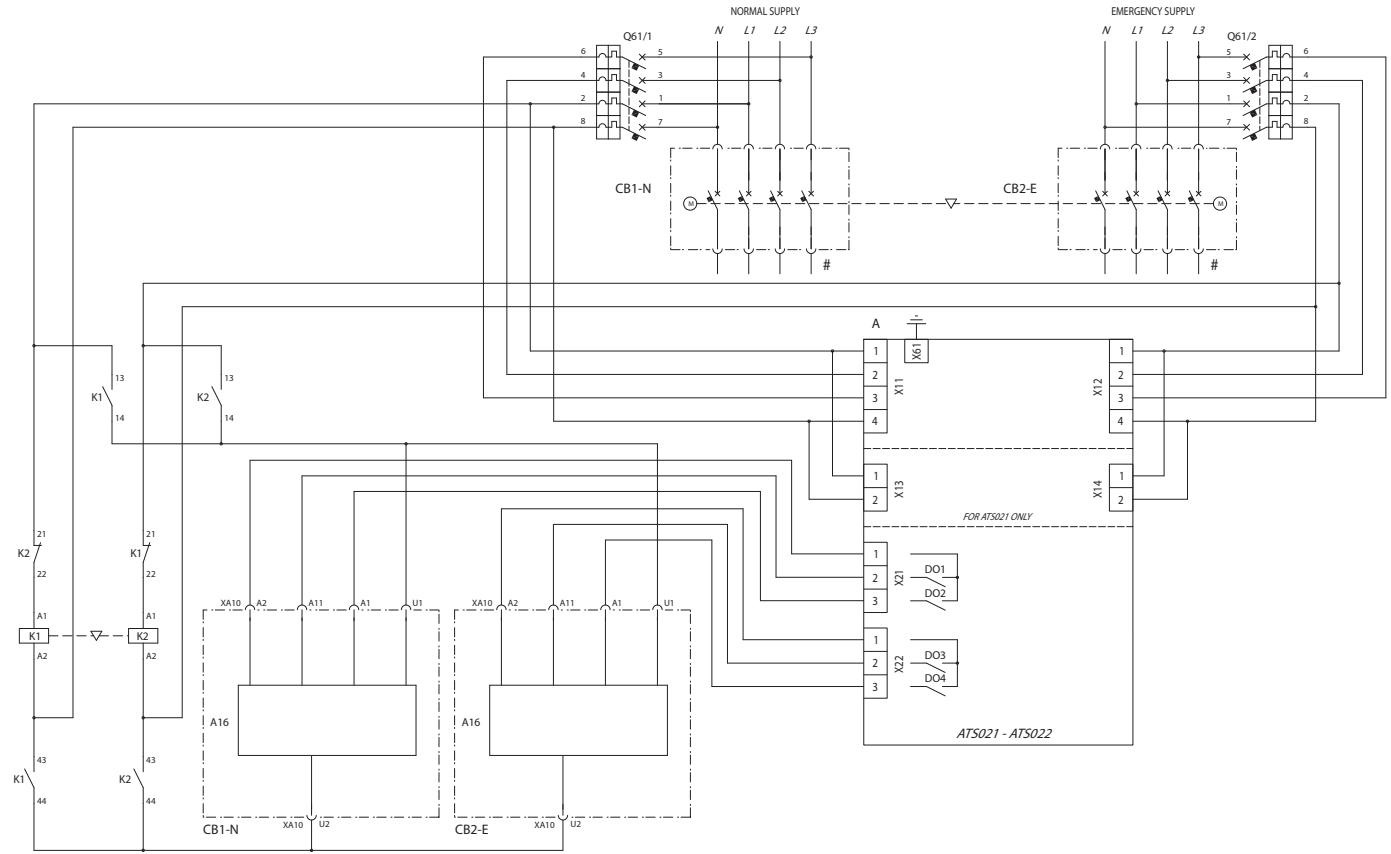 NORMAL SUPPLY
EMERGENCY SUPPLY
N L1 L2 L3
N L1 L2 L3
Q61/1
Q61/2
6 5
5 6
4 3
3 4
2 1
1 2
8 7
7 8
CB1-N
M
CB2-E
M
#
#
A
X61
1
2
3
4
X11
1
2
3
4
X12
13
K1
14
13
K2
14
1
2
X13
1
2
X14
FOR ATS021 ONLY
21
K2
22
21
K1
22
1
2
3
X21
DO1
DO2
1
2
3
X22
DO3
DO4
ATS021 - ATS022
XA10 A2 A11 A1 U1
XA10 A2 A11 A1 U1
A1
K1
A2
A1
K2
A2
A16
A16
43
K1
44
43
K2
44
XA10 U2
XA10 U2
CB1-N
CB2-E